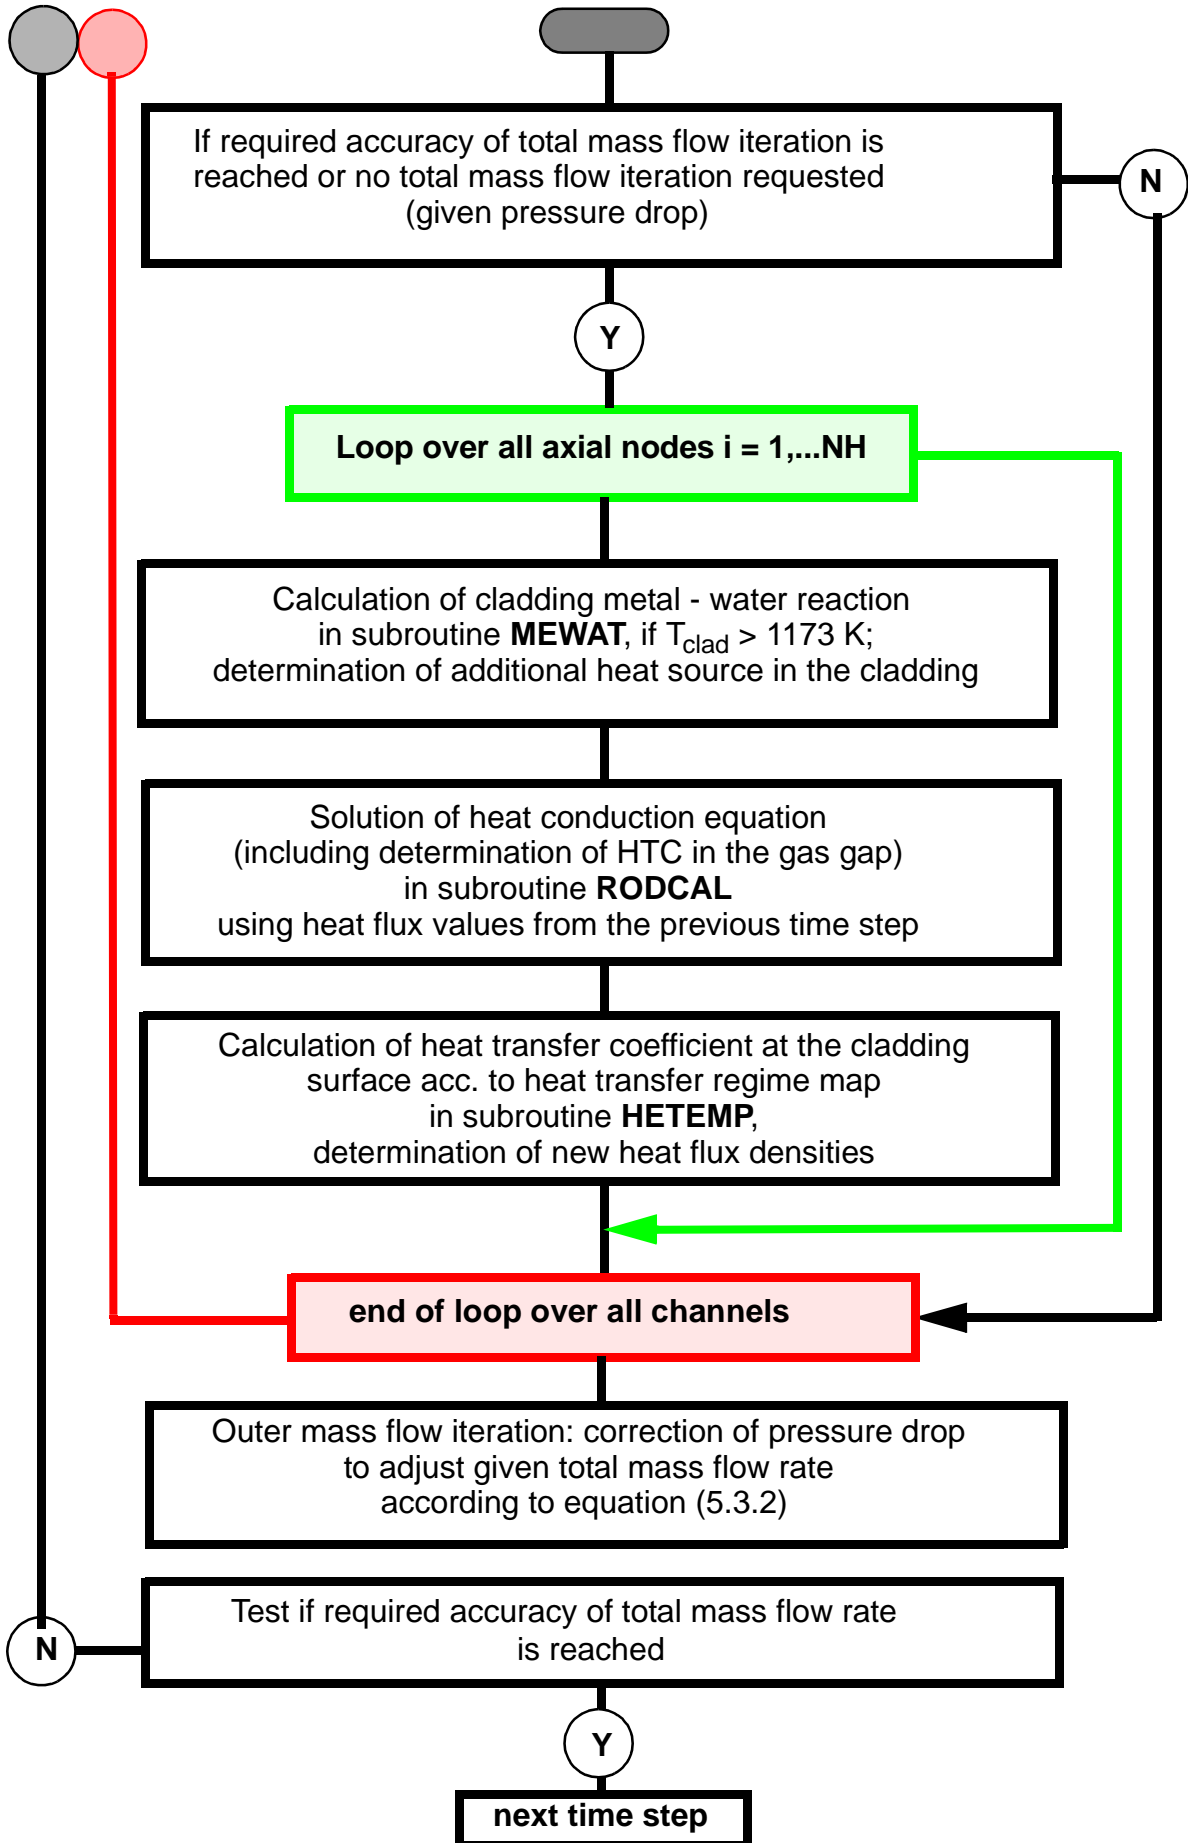 If required accuracy of total mass flow iteration is
reached or no total mass flow iteration requested
(given pressure drop)
N
Y
Loop over all axial nodes i = 1,...NH
Calculation of cladding metal - water reaction
in subroutine MEWAT, if Tclad > 1173 K;
determination of additional heat source in the cladding
Solution of heat conduction equation
(including determination of HTC in the gas gap)
in subroutine RODCAL
using heat flux values from the previous time step
Calculation of heat transfer coefficient at the cladding
surface acc. to heat transfer regime map
in subroutine HETEMP,
determination of new heat flux densities
end of loop over all channels
Outer mass flow iteration: correction of pressure drop
to adjust given total mass flow rate
according to equation (5.3.2)
Test if required accuracy of total mass flow rate
is reached
N
Y
next time step